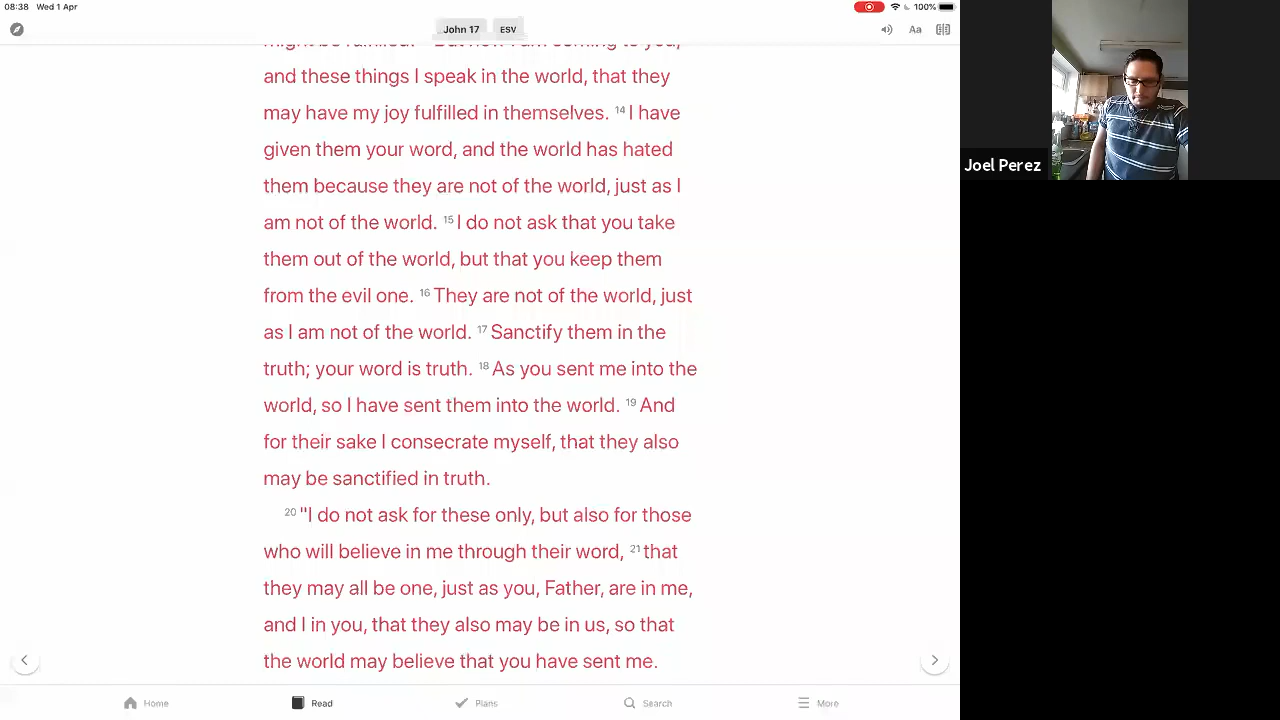 08:38 Wed 1 Apr
100%
John 17 ESV
Aa
might be fulfilled. But now I am coming to you,
and these things I speak in the world, that they
may have my joy fulfilled in themselves. 14 I have
given them your word, and the world has hated
them because they are not of the world, just as I
am not of the world. 15 I do not ask that you take
them out of the world, but that you keep them
from the evil one. 16 They are not of the world, just
as I am not of the world. 17 Sanctify them in the
truth; your word is truth. 18 As you sent me into the
world, so I have sent them into the world. 19 And
for their sake I consecrate myself, that they also
may be sanctified in truth.
20 "I do not ask for these only, but also for those
who will believe in me through their word, 21 that
they may all be one, just as you, Father, are in me,
and I in you, that they also may be in us, so that
the world may believe that you have sent me.
Home Read Plans Search More
Joel Perez